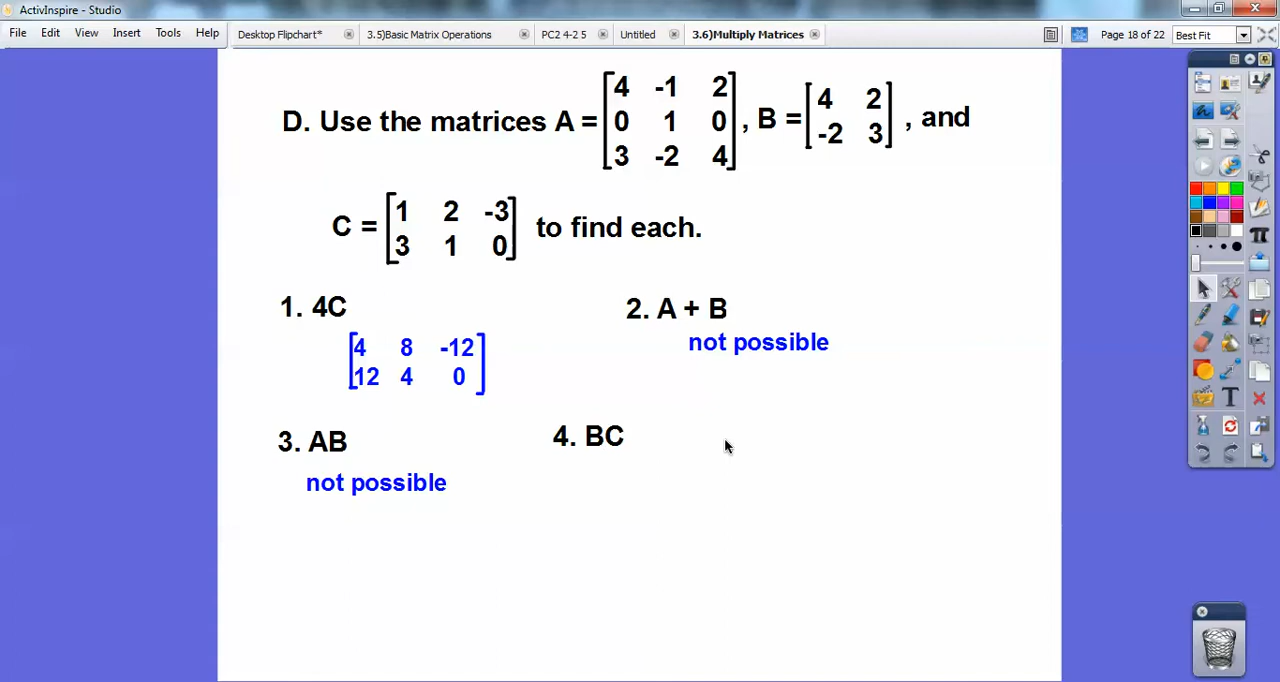 ActivInspire - Studio
File Edit View Insert Tools Help Desktop Flipchart* 3.5)Basic Matrix Operations PC2 4-2 5 Untitled 3.6)Multiply Matrices Page 18 of 22 Best Fit
4 -1 2
D. Use the matrices A = 0 1 0 , B = 4 2 , and
-2 3
3 -2 4
C = 1 2 -3 to find each.
3 1 0
1. 4C
4 8 -12
12 4 0
2. A + B
not possible
3. AB
not possible
4. BC
T